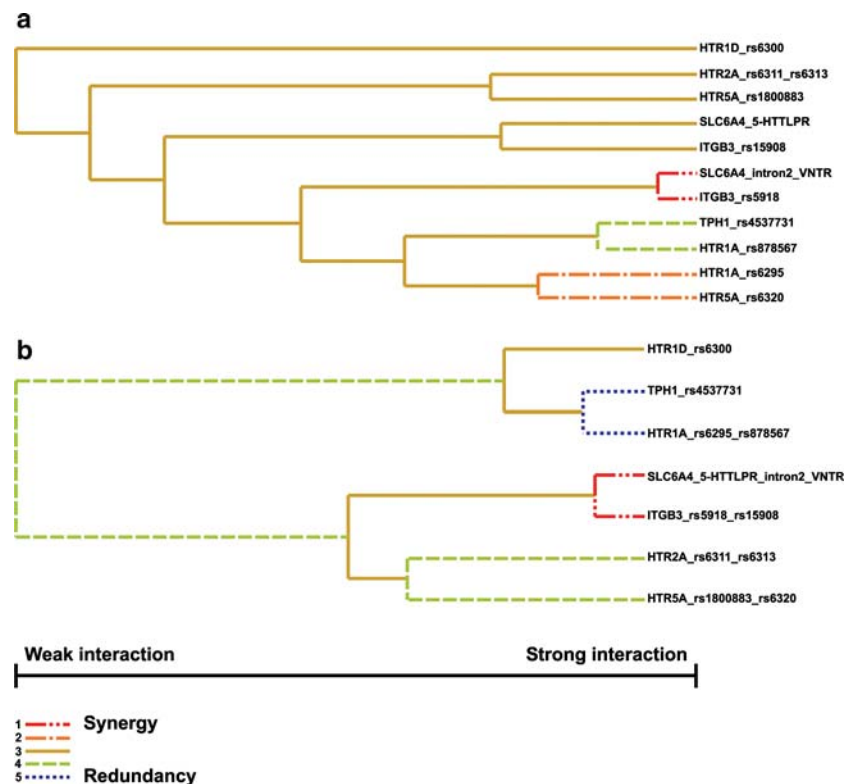 a
HTR1D_rs6300
HTR2A_rs6311_rs6313
HTR5A_rs1800883
SLC6A4_5-HTTLPR
ITGB3_rs15908
SLC6A4_intron2_VNTR
ITGB3_rs5918
TPH1_rs4537731
HTR1A_rs878567
HTR1A_rs6295
HTR5A_rs6320
b
HTR1D_rs6300
TPH1_rs4537731
HTR1A_rs6295_rs878567
SLC6A4_5-HTTLPR_intron2_VNTR
ITGB3_rs5918_rs15908
HTR2A_rs6311_rs6313
HTR5A_rs1800883_rs6320
Weak interaction Strong interaction
1 Synergy
2
3
4
5 Redundancy